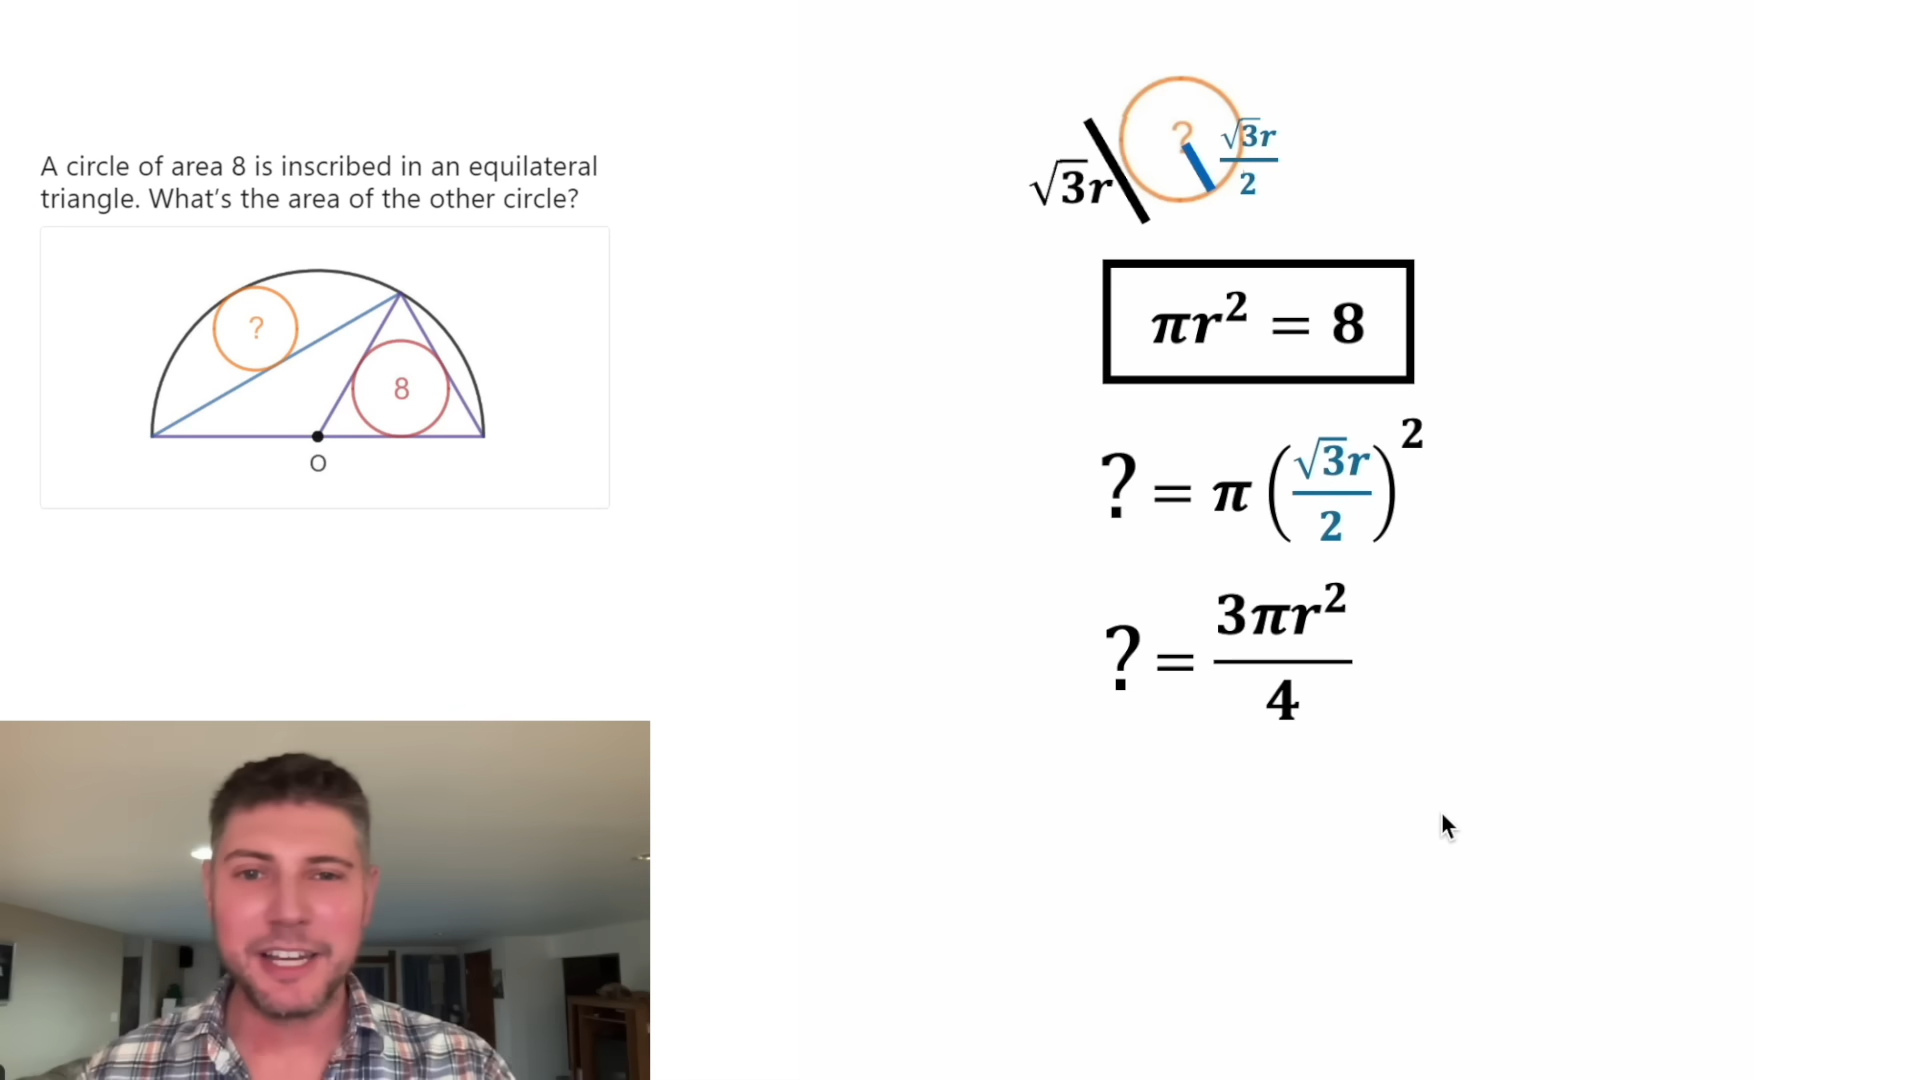 A circle of area 8 is inscribed in an equilateral
triangle. What's the area of the other circle?
?
8
O
√3r
?
√3r/2
πr² = 8
? = π(√3r/2)²
? = 3πr²/4